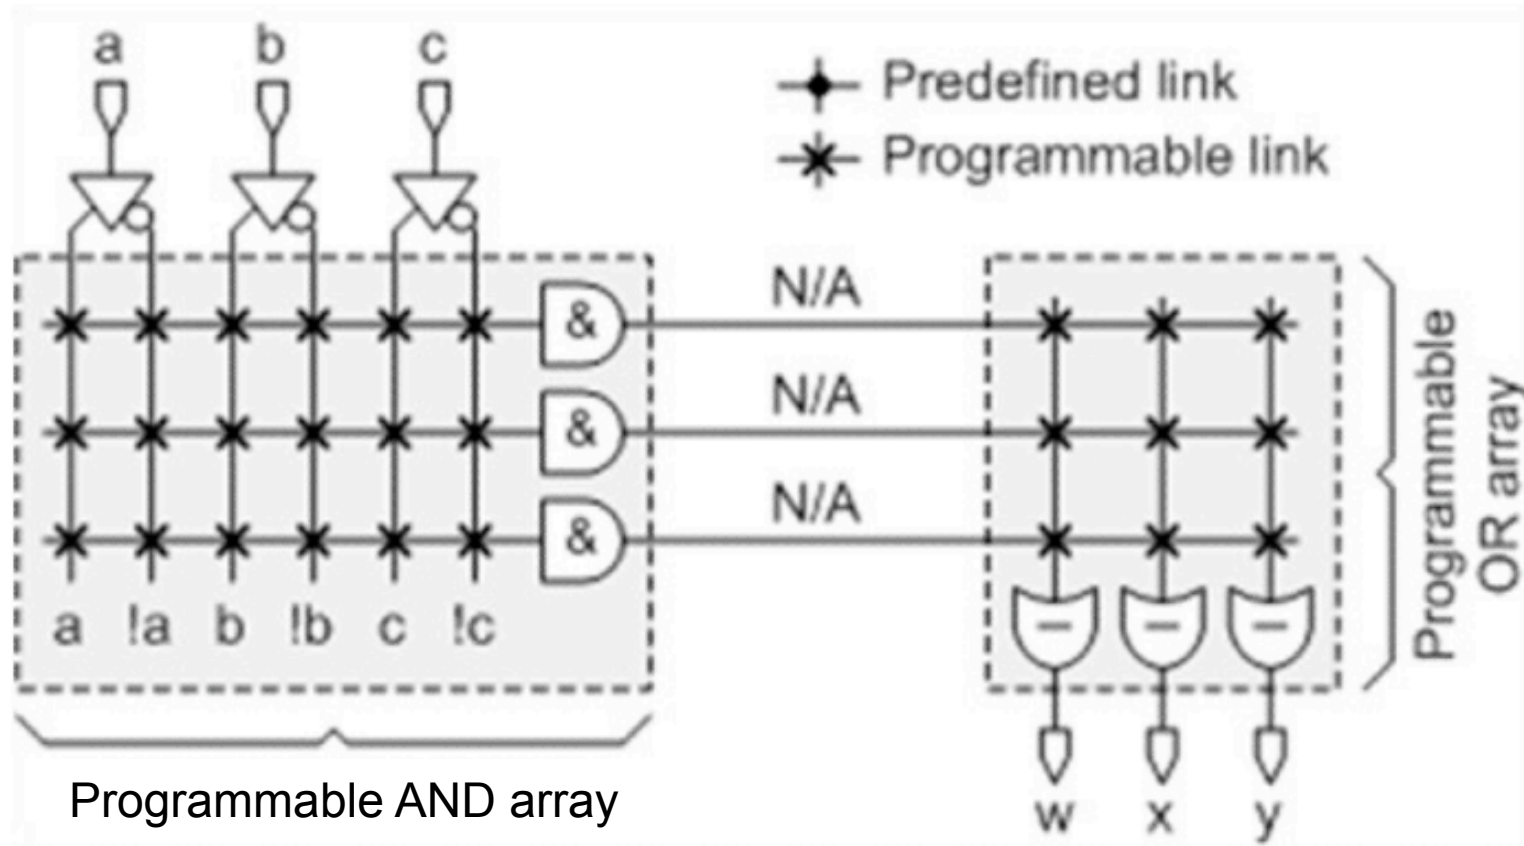 a b c
Predefined link
Programmable link
N/A
&
N/A
&
N/A
&
a !a b !b c !c
Programmable
OR array
Programmable AND array
w x y